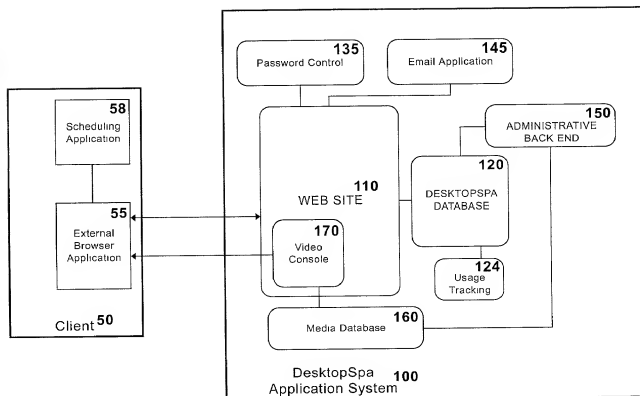 135
Password Control
145
Email Application
58
Scheduling
Application
150
ADMINISTRATIVE
BACK END
110
WEB SITE
120
DESKTOPSPA
DATABASE
55
External
Browser
Application
170
Video
Console
124
Usage
Tracking
Client 50
160
Media Database
DesktopSpa
Application System 100